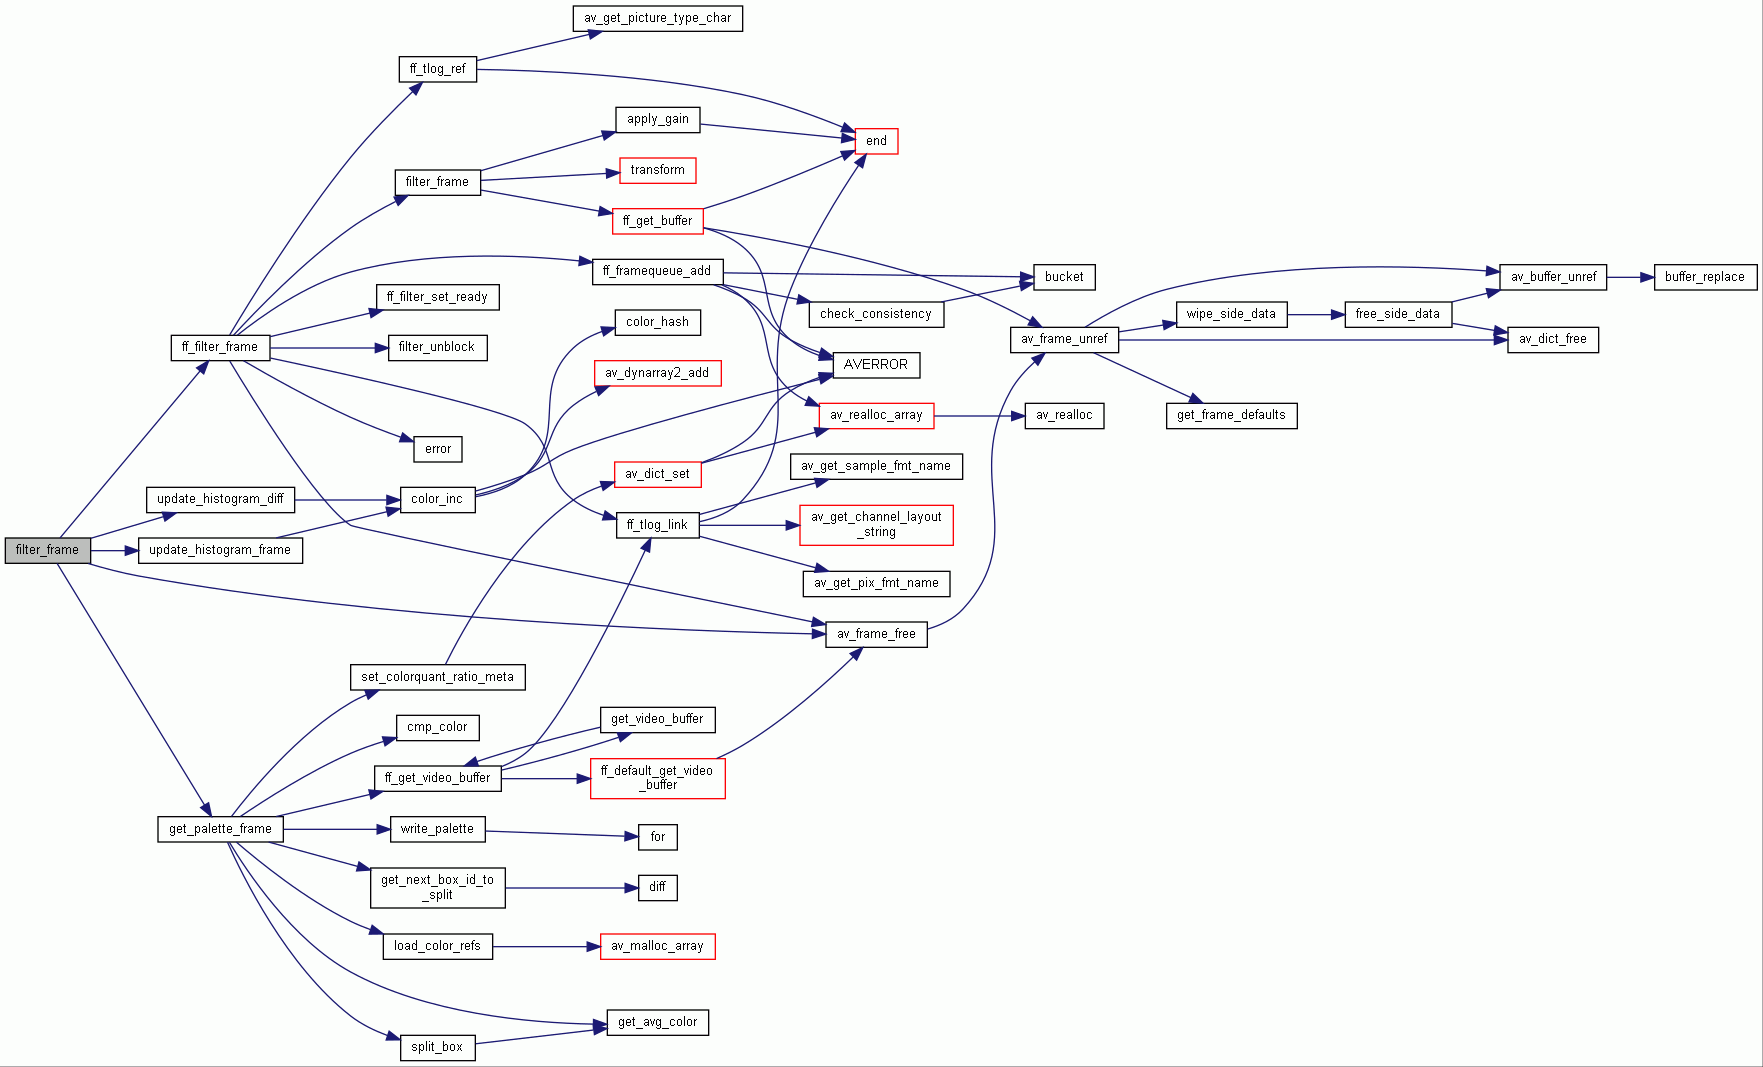 av_get_picture_type_char
ff_tlog_ref
apply_gain
end
transform
filter_frame
ff_get_buffer
ff_framequeue_add
bucket
av_buffer_unref
buffer_replace
ff_filter_set_ready
check_consistency
wipe_side_data
free_side_data
color_hash
av_frame_unref
av_dict_free
ff_filter_frame
filter_unblock
AVERROR
av_dynarray2_add
av_realloc_array
av_realloc
get_frame_defaults
error
av_get_sample_fmt_name
av_dict_set
update_histogram_diff
color_inc
ff_tlog_link
av_get_channel_layout
_string
filter_frame
update_histogram_frame
av_get_pix_fmt_name
av_frame_free
set_colorquant_ratio_meta
get_video_buffer
cmp_color
ff_get_video_buffer
ff_default_get_video
_buffer
get_palette_frame
write_palette
for
get_next_box_id_to
_split
diff
load_color_refs
av_malloc_array
get_avg_color
split_box